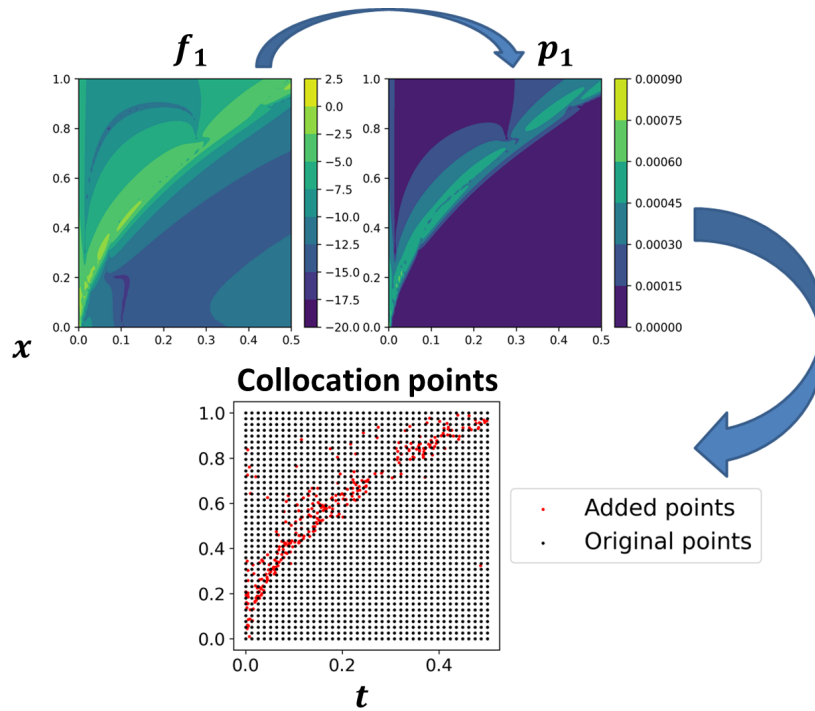 f₁ p₁
1.0 0.8 0.6 0.4 0.2 0.0
0.0 0.1 0.2 0.3 0.4 0.5
2.5 0.0 −2.5 −5.0 −7.5 −10.0 −12.5 −15.0 −17.5 −20.0
1.0 0.8 0.6 0.4 0.2 0.0
0.0 0.1 0.2 0.3 0.4 0.5
0.00090 0.00075 0.00060 0.00045 0.00030 0.00015 0.00000
x
Collocation points
1.0 0.8 0.6 0.4 0.2 0.0
0.0 0.2 0.4
t
Added points
Original points